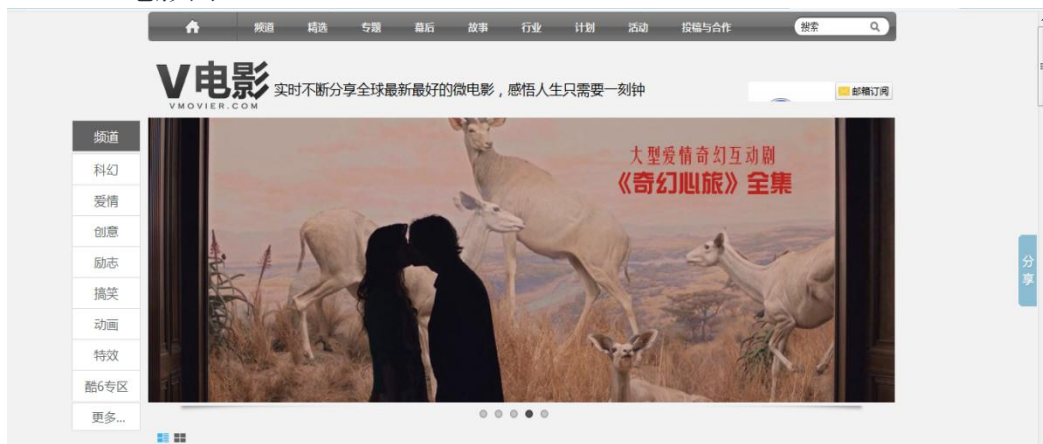 频道 精选 专题 幕后 故事 行业 计划 活动 投稿与合作 搜索
V电影 实时不断分享全球最新最好的微电影，感悟人生只需要一刻钟
VMOVIER.COM
邮箱订阅
频道
科幻
爱情
创意
励志
搞笑
动画
特效
酷6专区
更多...
大型爱情奇幻互动剧
《奇幻心旅》全集
分享